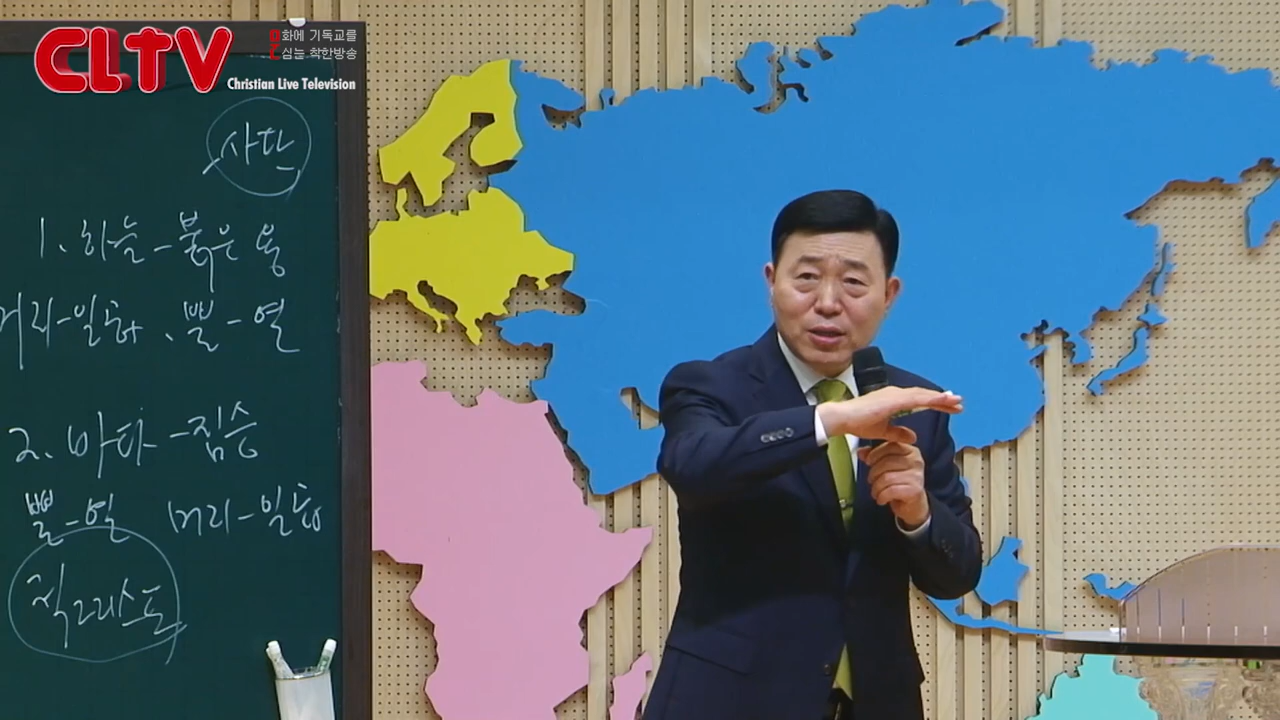 CLTV
문화에 기독교를
심는 착한방송
Christian Live Television
사단
1. 하늘-붉은 용
머리-일곱, 뿔-열
2. 바다-짐승
뿔-열 머리-일곱
적그리스도